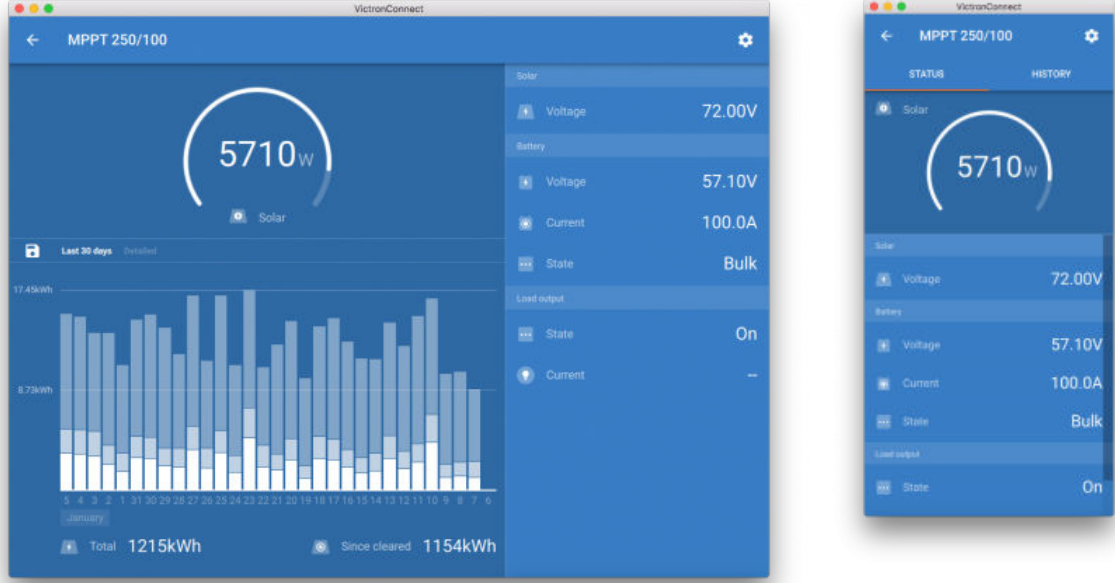 VictronConnect
MPPT 250/100
5710W
Solar
Last 30 days Detailed
17.45kWh
8.73kWh
5 4 3 2 1 31 30 29 28 27 26 25 24 23 22 21 20 19 18 17 16 15 14 13 12 11 10 9 8 7 6
January
Total 1215kWh Since cleared 1154kWh
Solar
Voltage 72.00V
Battery
Voltage 57.10V
Current 100.0A
State Bulk
Load output
State On
Current --
VictronConnect
MPPT 250/100
STATUS HISTORY
Solar
5710W
Solar
Voltage 72.00V
Battery
Voltage 57.10V
Current 100.0A
State Bulk
Load output
State On